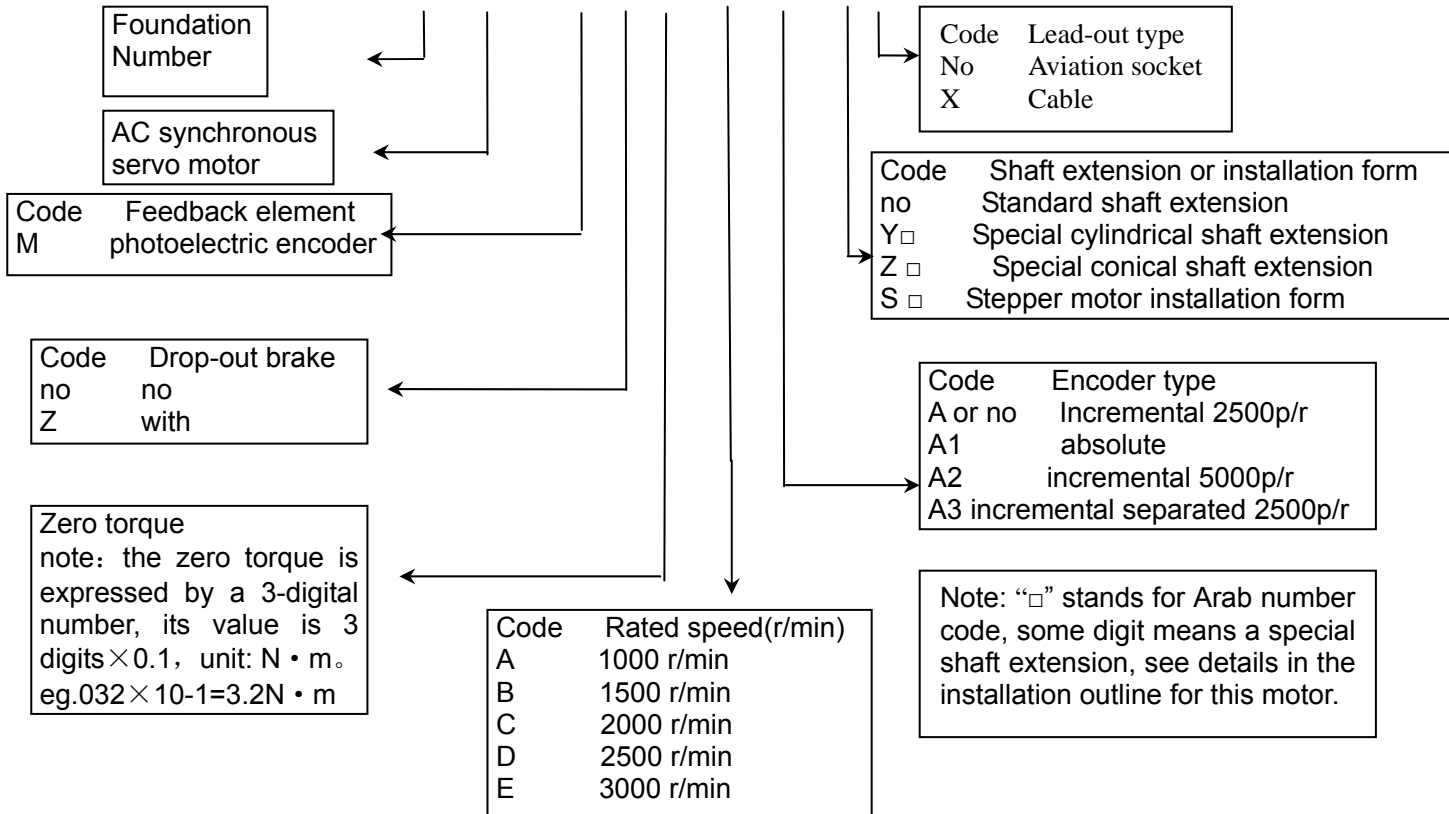 Foundation
Number
AC synchronous
servo motor
Code Feedback element
M photoelectric encoder
Code Drop-out brake
no no
Z with
Zero torque
note：the zero torque is
expressed by a 3-digital
number, its value is 3
digits×0.1，unit: N·m。
eg.032×10-1=3.2N·m
Code Rated speed(r/min)
A 1000 r/min
B 1500 r/min
C 2000 r/min
D 2500 r/min
E 3000 r/min
Code Lead-out type
No Aviation socket
X Cable
Code Shaft extension or installation form
no Standard shaft extension
Y□ Special cylindrical shaft extension
Z □ Special conical shaft extension
S □ Stepper motor installation form
Code Encoder type
A or no Incremental 2500p/r
A1 absolute
A2 incremental 5000p/r
A3 incremental separated 2500p/r
Note: “□” stands for Arab number
code, some digit means a special
shaft extension, see details in the
installation outline for this motor.